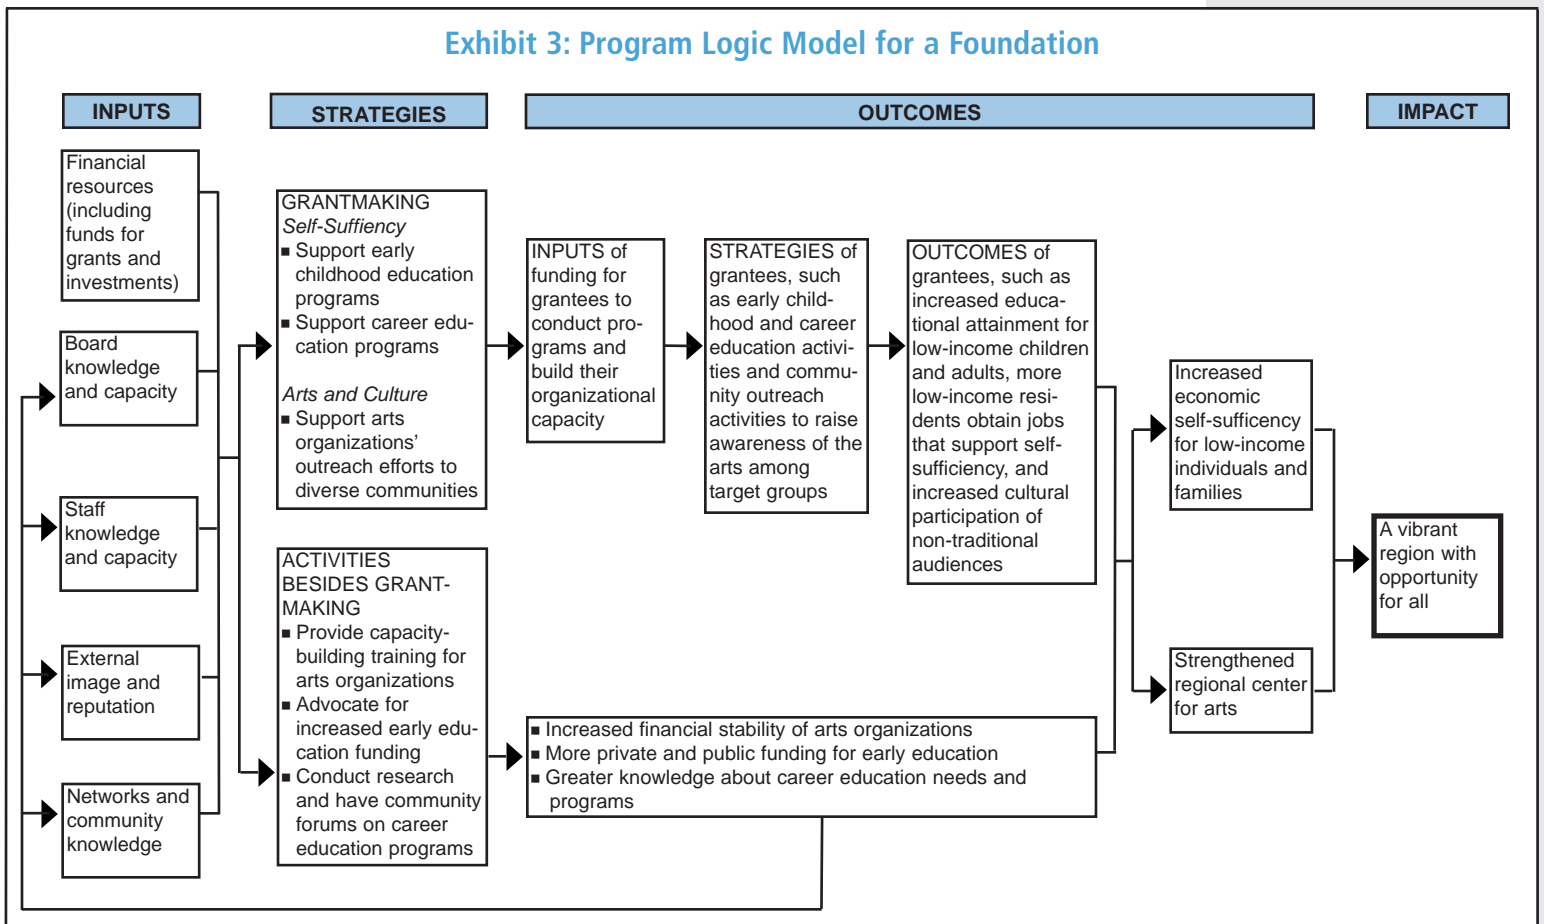 Exhibit 3: Program Logic Model for a Foundation
INPUTS
STRATEGIES
OUTCOMES
IMPACT
Financial
resources
(including
funds for
grants and
investments)
Board
knowledge
and capacity
Staff
knowledge
and capacity
External
image and
reputation
Networks and
community
knowledge
GRANTMAKING
Self-Suffiency
■ Support early
childhood education
programs
■ Support career edu-
cation programs
Arts and Culture
■ Support arts
organizations’
outreach efforts to
diverse communities
ACTIVITIES
BESIDES GRANT-
MAKING
■ Provide capacity-
building training for
arts organizations
■ Advocate for
increased early edu-
cation funding
■ Conduct research
and have community
forums on career
education programs
INPUTS of
funding for
grantees to
conduct pro-
grams and
build their
organizational
capacity
STRATEGIES of
grantees, such
as early child-
hood and career
education activi-
ties and commu-
nity outreach
activities to raise
awareness of the
arts among
target groups
OUTCOMES of
grantees, such as
increased educa-
tional attainment for
low-income children
and adults, more
low-income resi-
dents obtain jobs
that support self-
sufficiency, and
increased cultural
participation of
non-traditional
audiences
■ Increased financial stability of arts organizations
■ More private and public funding for early education
■ Greater knowledge about career education needs and
programs
Increased
economic
self-sufficency
for low-income
individuals and
families
Strengthened
regional center
for arts
A vibrant
region with
opportunity
for all